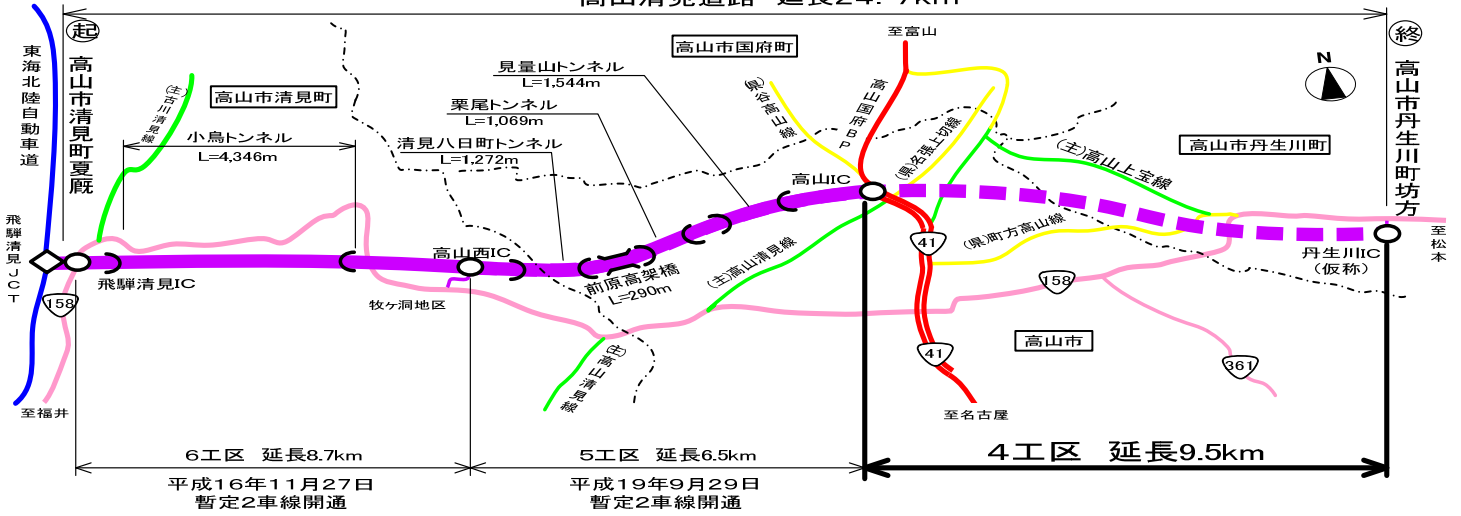 高山清見道路 延長24.7km
起
終
東海北陸自動車道
高山市清見町夏厩
(主)古川清見線
高山市清見町
小鳥トンネル
L=4,346m
見量山トンネル
L=1,544m
栗尾トンネル
L=1,069m
清見八日町トンネル
L=1,272m
高山市国府町
至富山
(県)谷高山線
高山国府BP
(県)名張上切線
N
高山市丹生川町
(主)高山上宝線
高山市丹生川町坊方
高山IC
飛騨清見JCT
飛騨清見IC
高山西IC
牧ヶ洞地区
前原高架橋
L=290m
(主)高山清見線
(県)町方高山線
41
158
158
41
361
高山市
丹生川IC
(仮称)
至松本
至福井
(主)高山清見線
至名古屋
6工区 延長8.7km
平成16年11月27日
暫定2車線開通
5工区 延長6.5km
平成19年9月29日
暫定2車線開通
4工区 延長9.5km